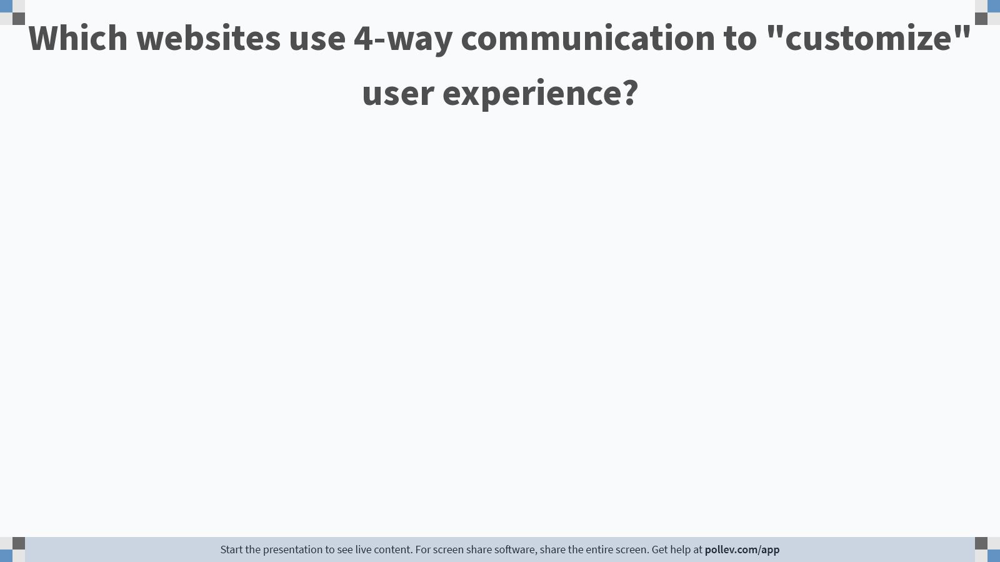 Which websites use 4-way communication to "customize"
user experience?
Start the presentation to see live content. For screen share software, share the entire screen. Get help at pollev.com/app